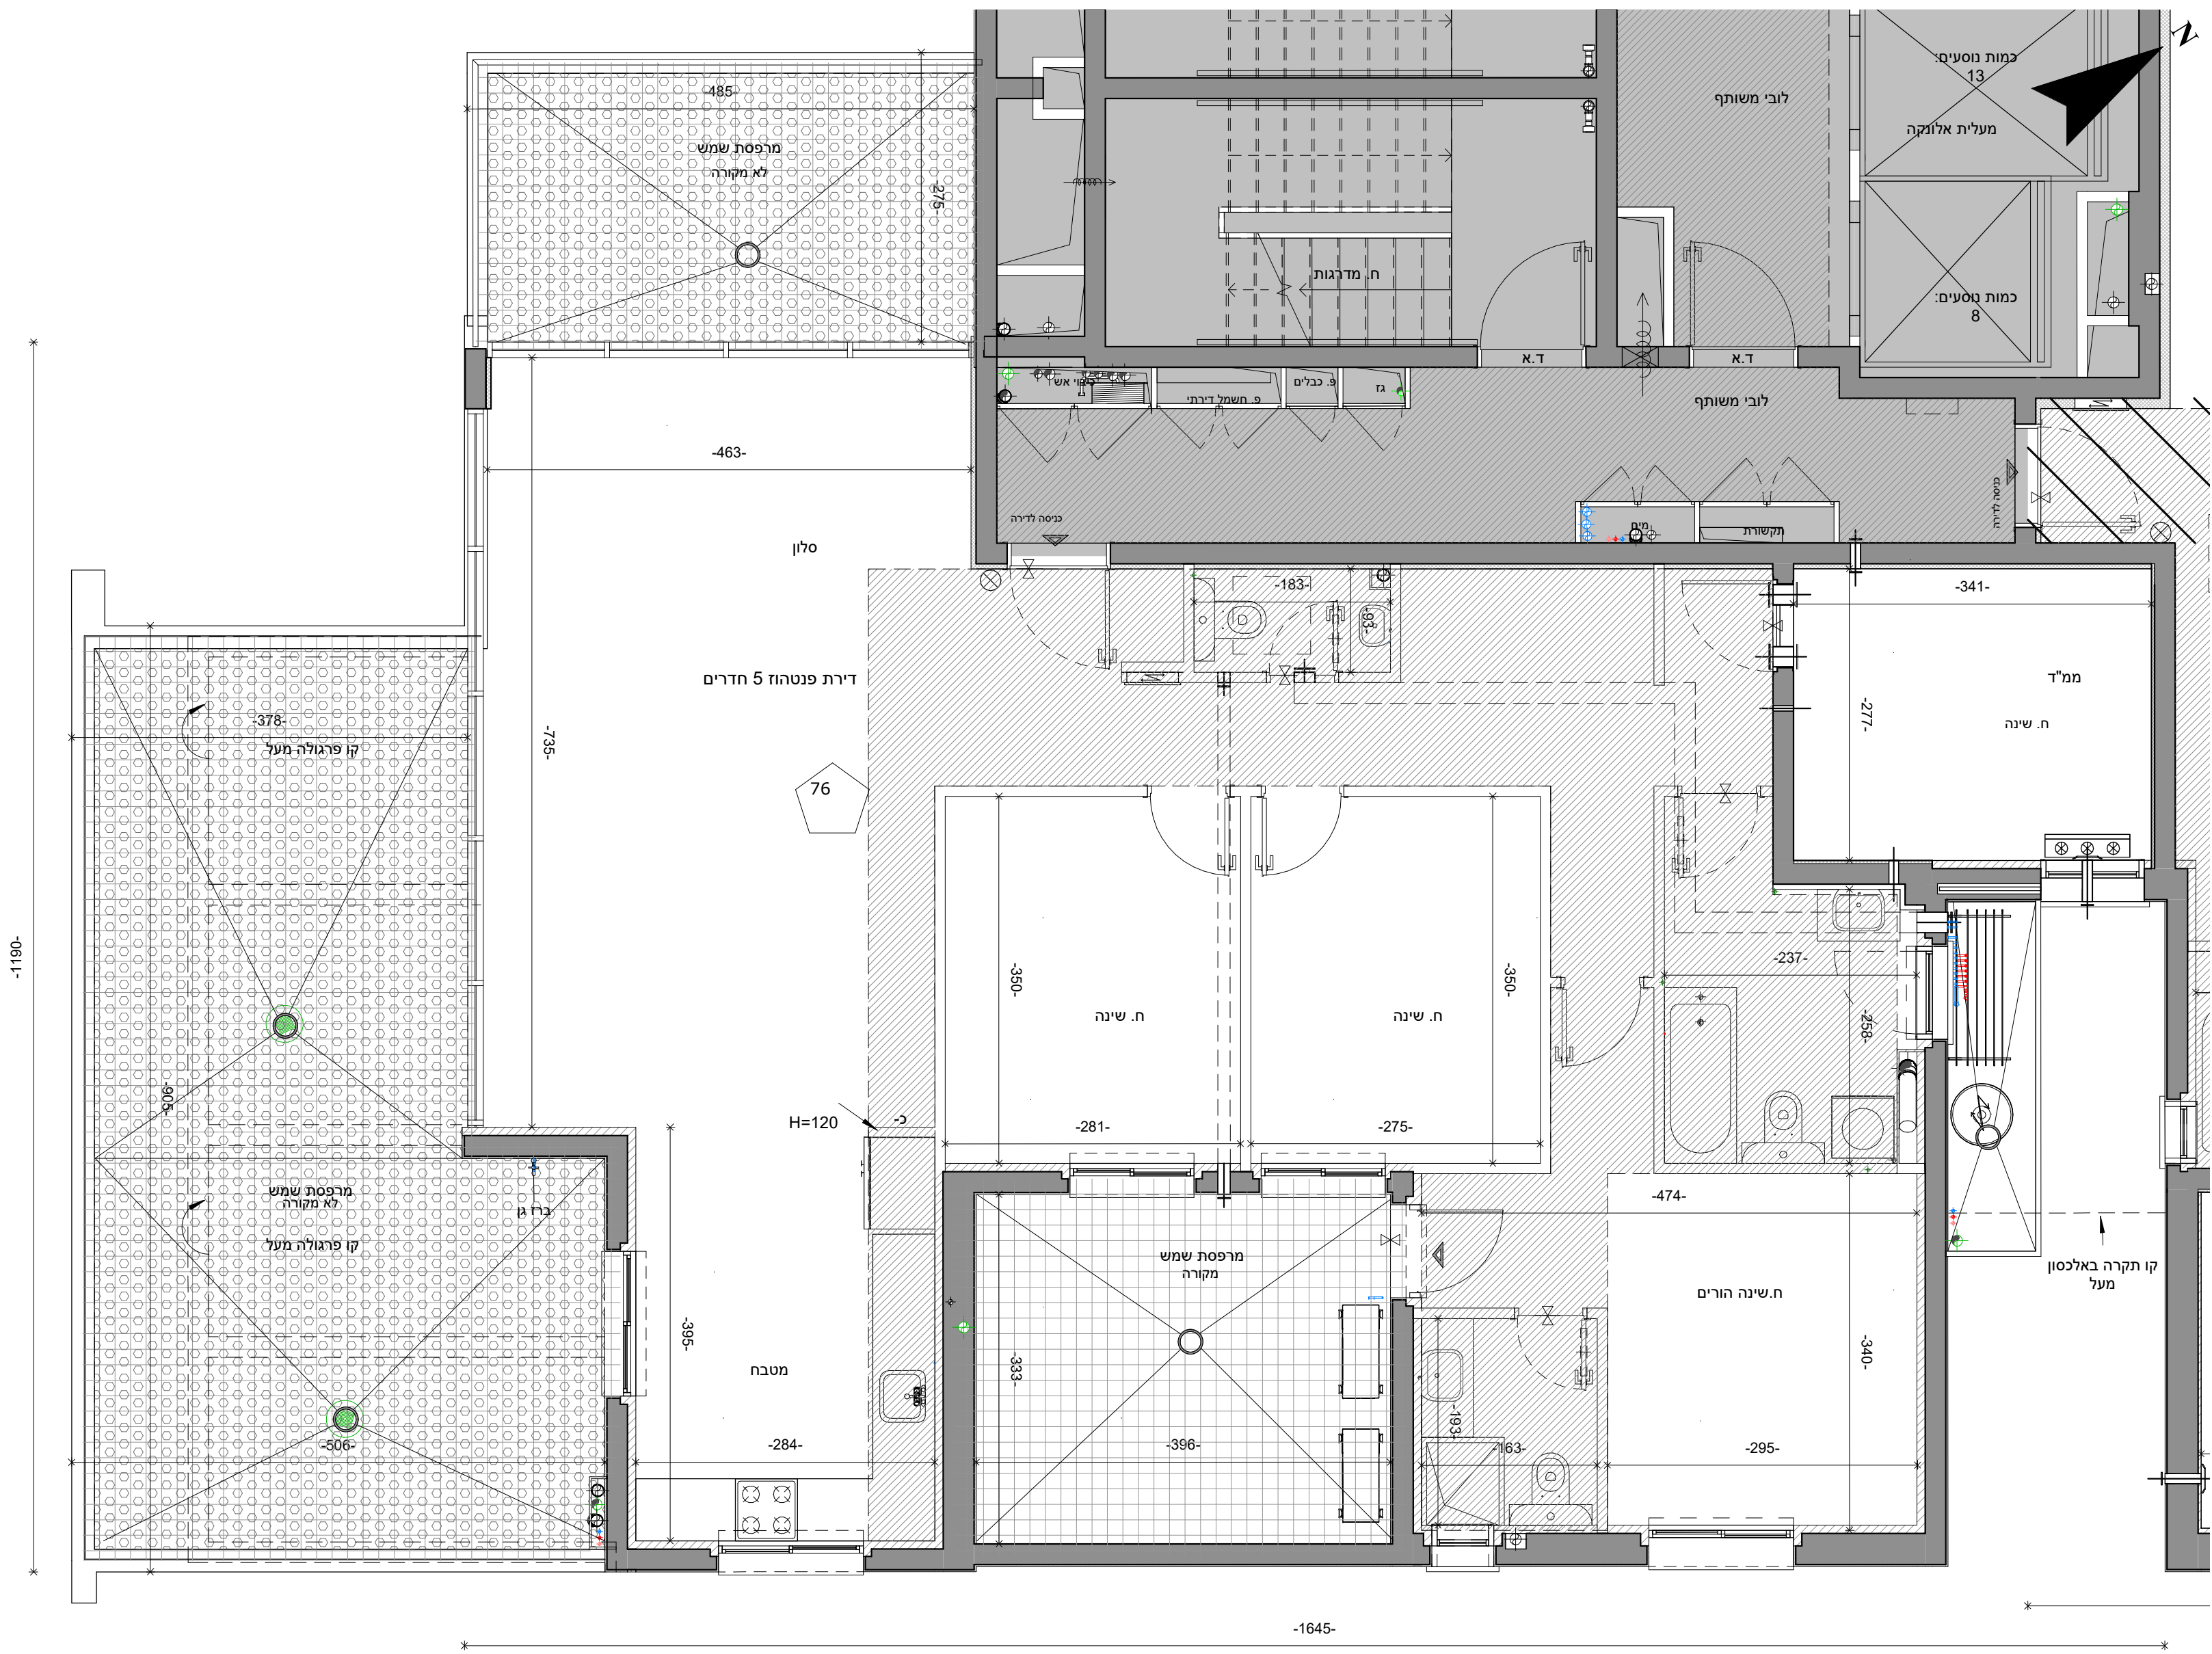 N
כמות נוסעים:
13
מעלית אלונקה
לובי משותף
-485-
מרפסת שמש
לא מקורה
-275-
ח. מדרגות
כמות נוסעים:
8
ד.א
ד.א
כיבוי אש
פ. חשמל דירתי
פ. כבלים
גז
לובי משותף
-463-
כניסה לדירה
כניסה לדירה
מים
תקשורת
סלון
-183-
-93-
-341-
דירת פנטהוז 5 חדרים
ממ"ד
ח. שינה
-277-
-378-
קו פרגולה מעל
-735-
76
-1190-
-350-
-350-
-237-
-258-
ח. שינה
ח. שינה
-905-
H=120
כ-
-281-
-275-
מרפסת שמש
לא מקורה
ברז גן
קו פרגולה מעל
-474-
מרפסת שמש
מקורה
ח.שינה הורים
קו תקרה באלכסון
מעל
-395-
מטבח
-333-
-340-
-193-
-506-
-284-
-396-
-163-
-295-
-1645-